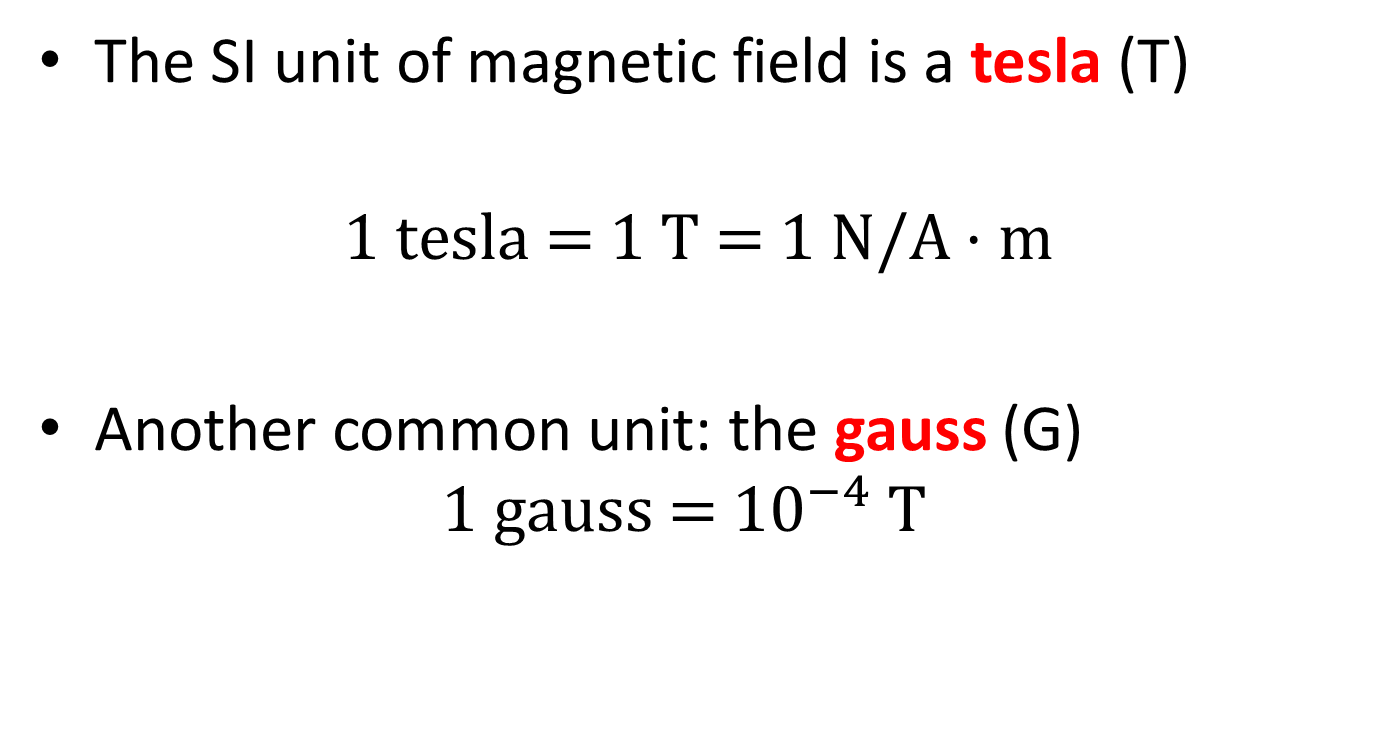 • The SI unit of magnetic field is a tesla (T)
1 tesla = 1 T = 1 N/A · m
• Another common unit: the gauss (G)
1 gauss = 10⁻⁴ T